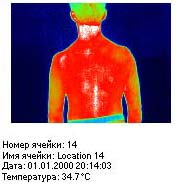 Номер ячейки: 14
Имя ячейки: Location 14
Дата: 01.01.2000 20:14:03
Температура: 34.7°C